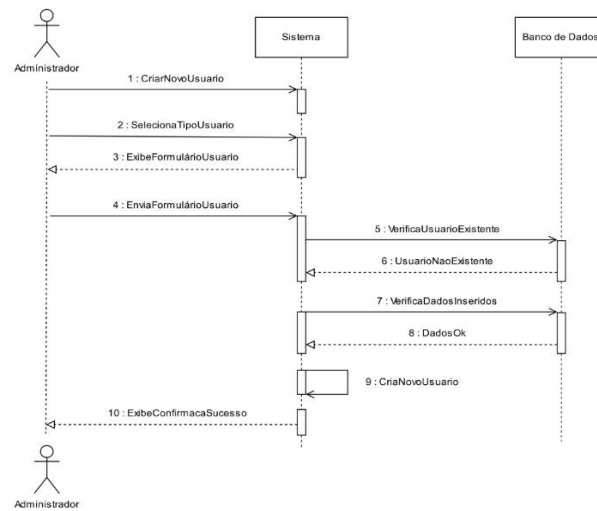 Sistema
Banco de Dados
Administrador
1 : CriarNovoUsuario
2 : SelecionaTipoUsuario
3 : ExibeFormulárioUsuario
4 : EnviaFormulárioUsuario
5 : VerificaUsuarioExistente
6 : UsuarioNaoExistente
7 : VerificaDadosInseridos
8 : DadosOk
9 : CriaNovoUsuario
10 : ExibeConfirmacaSucesso
Administrador